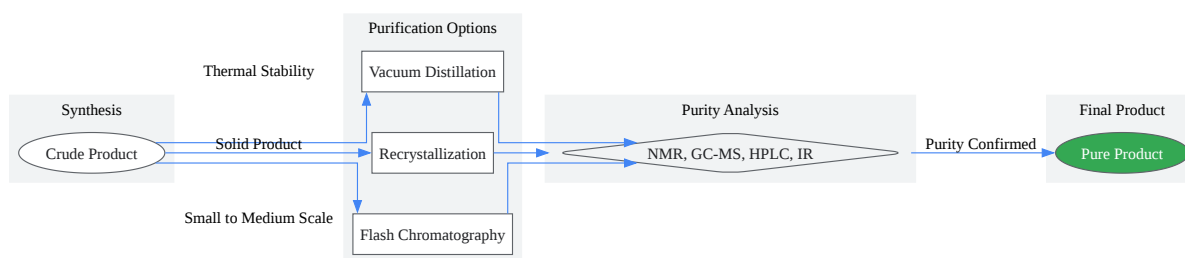 Purification Options
Thermal Stability
Vacuum Distillation
Synthesis
Purity Analysis
Final Product
Crude Product
Solid Product
Recrystallization
NMR, GC-MS, HPLC, IR
Purity Confirmed
Pure Product
Small to Medium Scale
Flash Chromatography